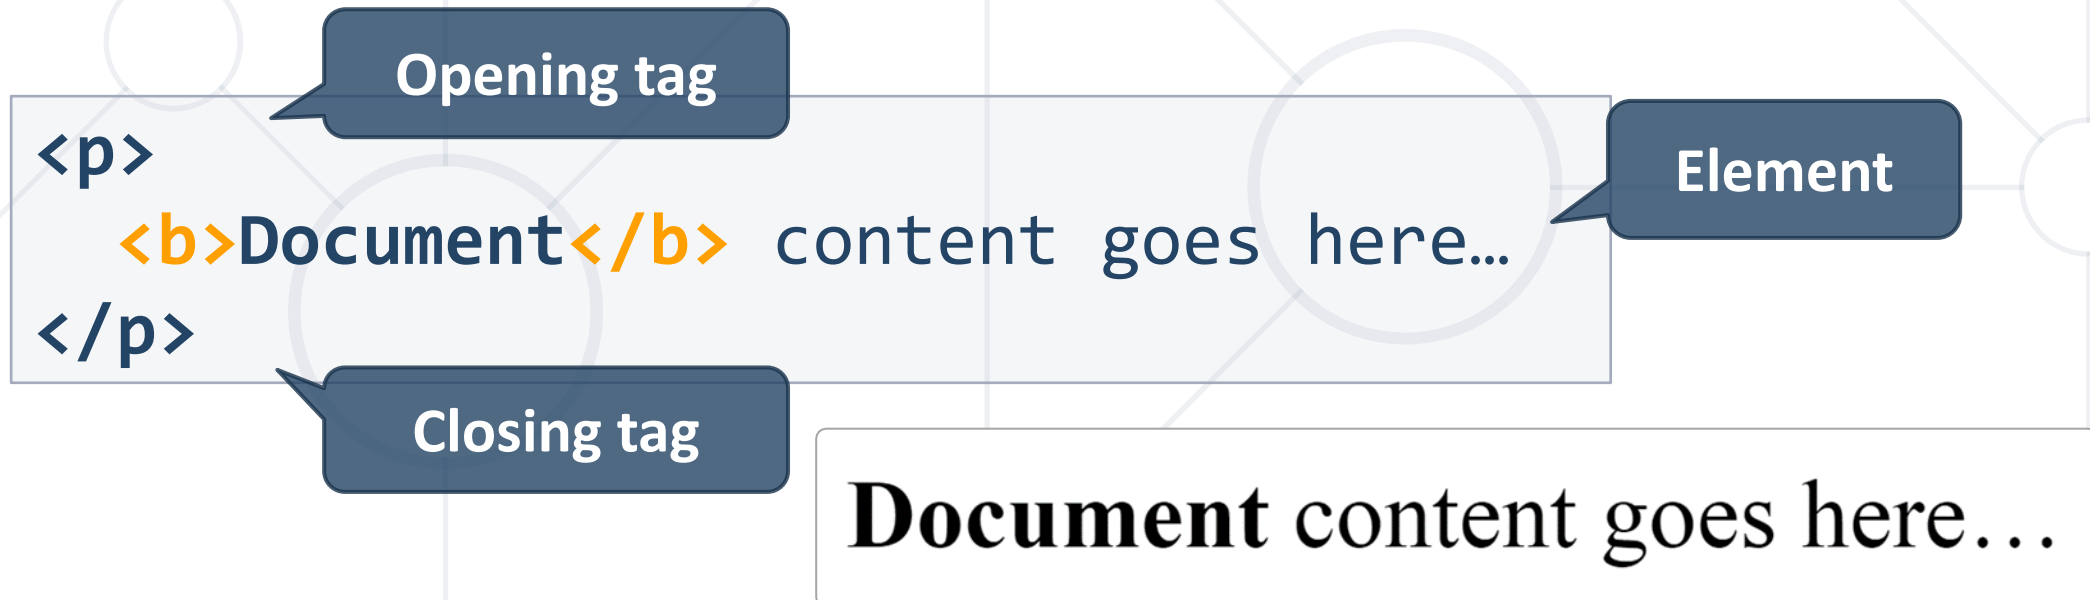 Opening tag
<p>
Element
<b>Document</b> content goes here…
</p>
Closing tag
Document content goes here…